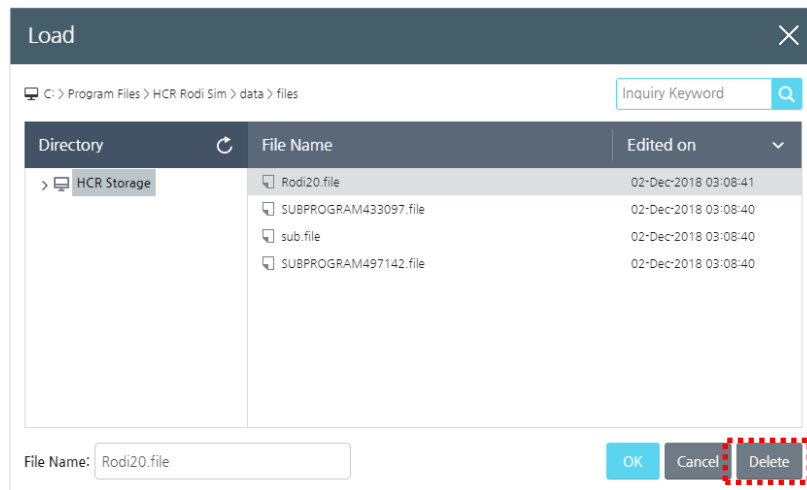 Load
C: > Program Files > HCR Rodi Sim > data > files
Inquiry Keyword
Directory File Name Edited on
HCR Storage
Rodi20.file 02-Dec-2018 03:08:41
SUBPROGRAM433097.file 02-Dec-2018 03:08:40
sub.file 02-Dec-2018 03:08:40
SUBPROGRAM497142.file 02-Dec-2018 03:08:40
File Name: Rodi20.file OK Cancel Delete